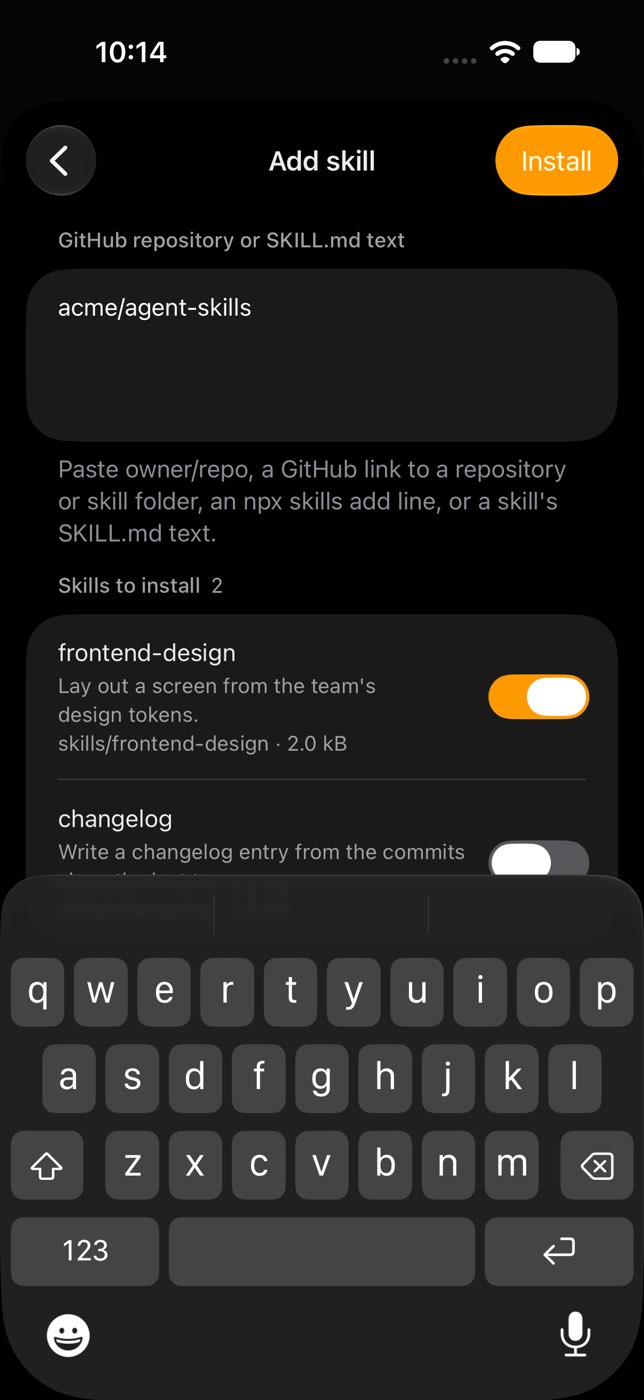 10:14
Add skill
Install
GitHub repository or SKILL.md text
acme/agent-skills
Paste owner/repo, a GitHub link to a repository
or skill folder, an npx skills add line, or a skill's
SKILL.md text.
Skills to install 2
frontend-design
Lay out a screen from the team's
design tokens.
skills/frontend-design · 2.0 kB
changelog
Write a changelog entry from the commits
q w e r t y u i o p
a s d f g h j k l
z x c v b n m
123